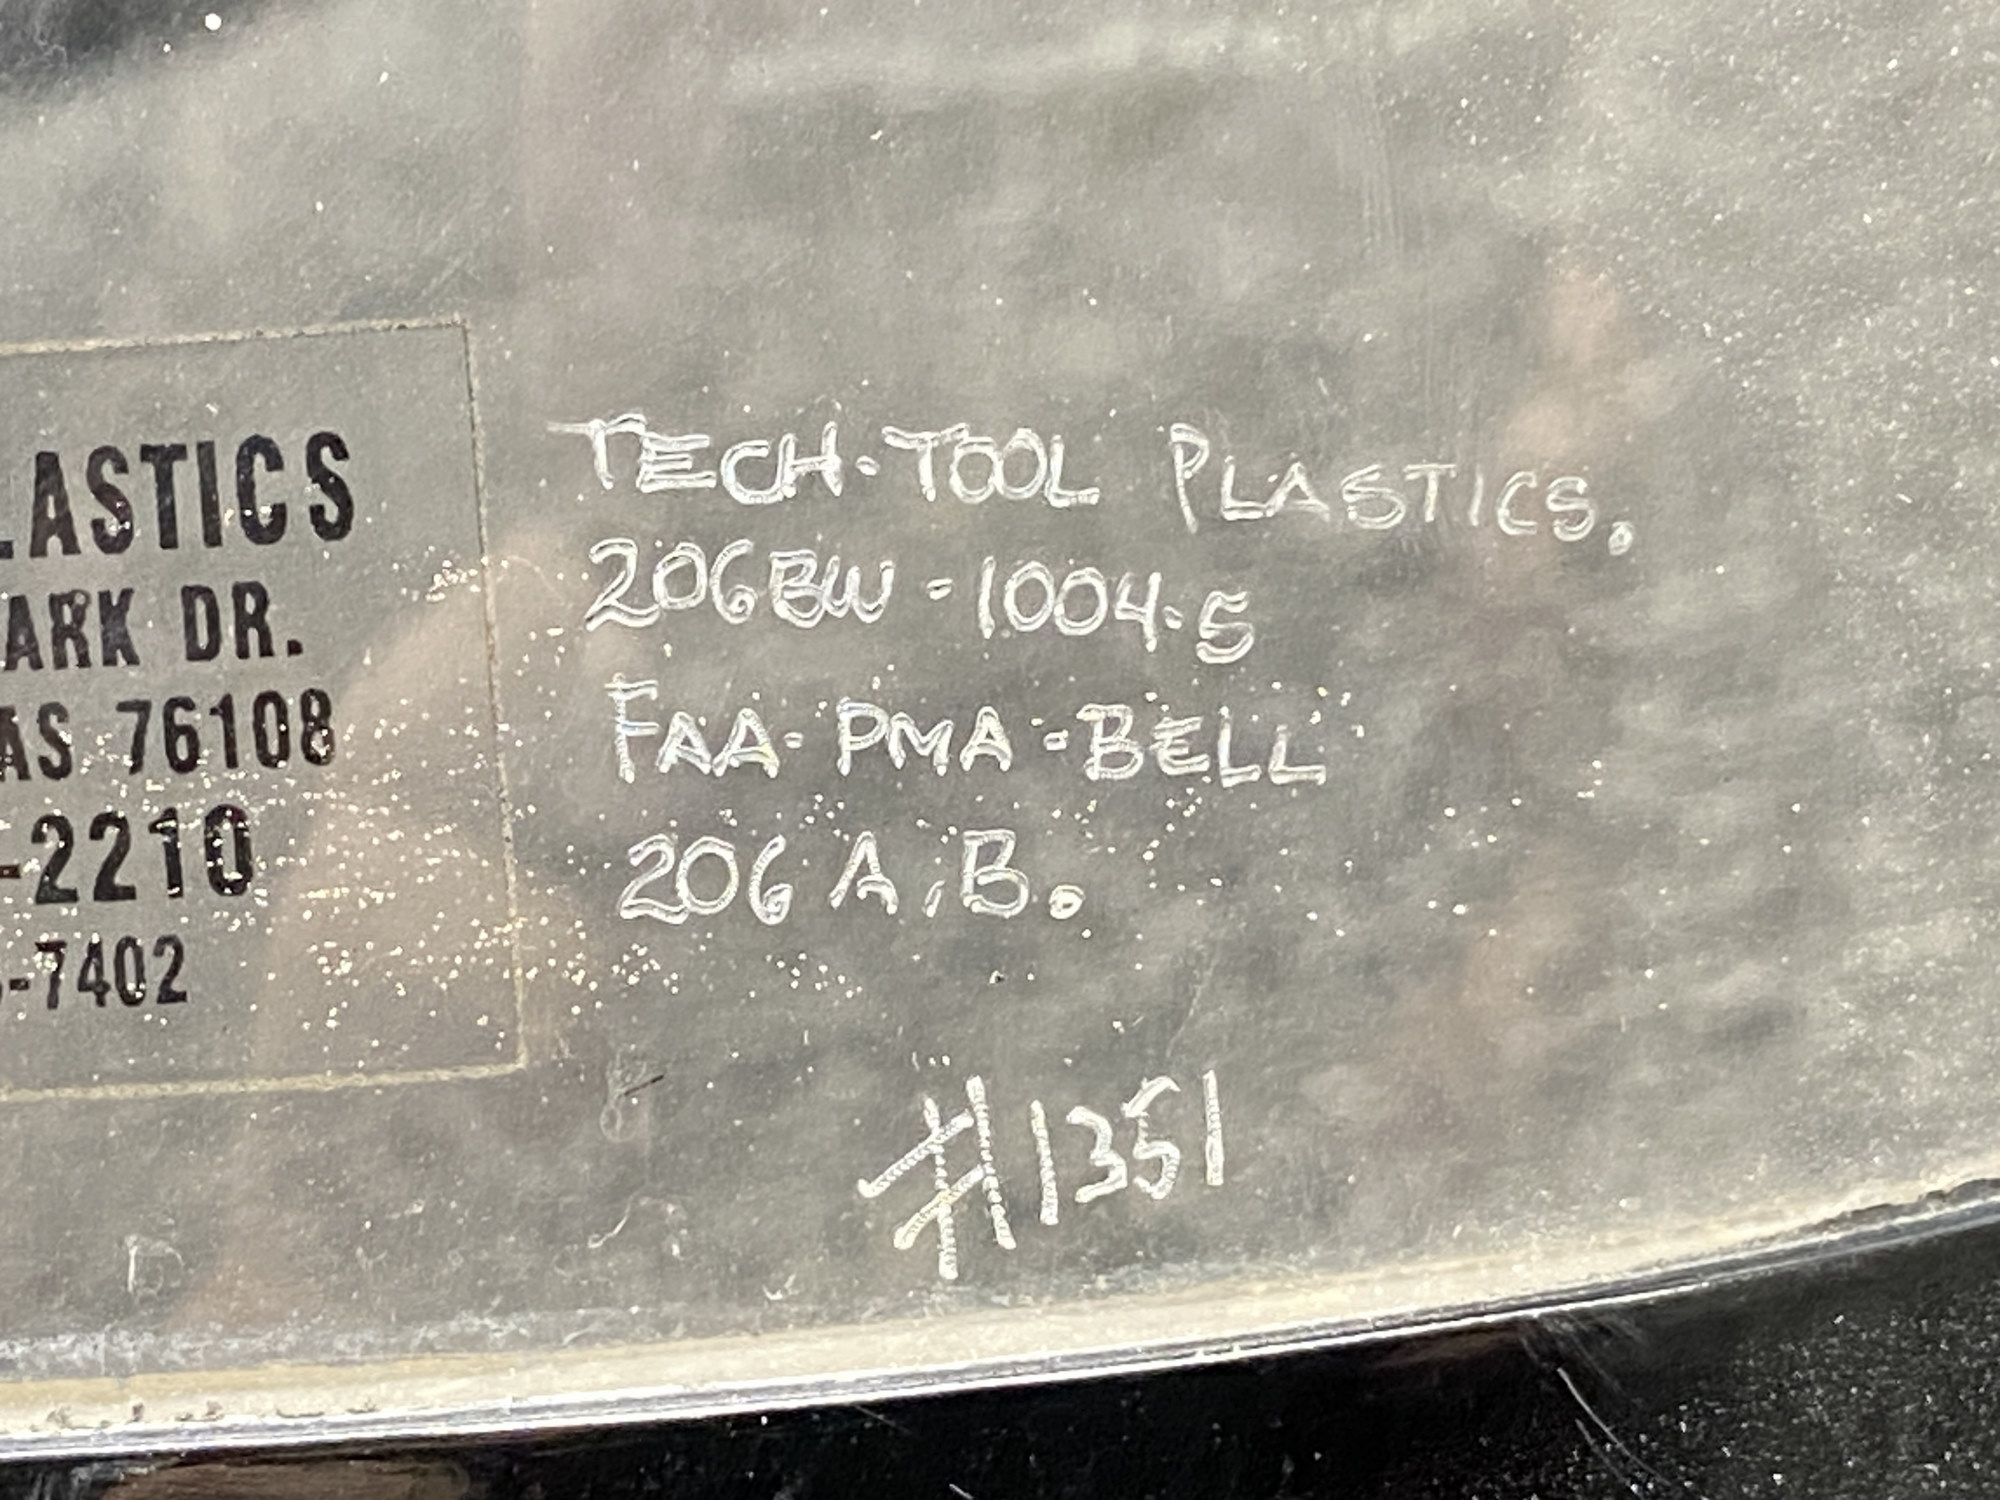 LASTICS
ARK DR.
AS 76108
-2210
-7402
TECH-TOOL PLASTICS.
206BW-1004-5
FAA-PMA-BELL
206 A,B.
#1351